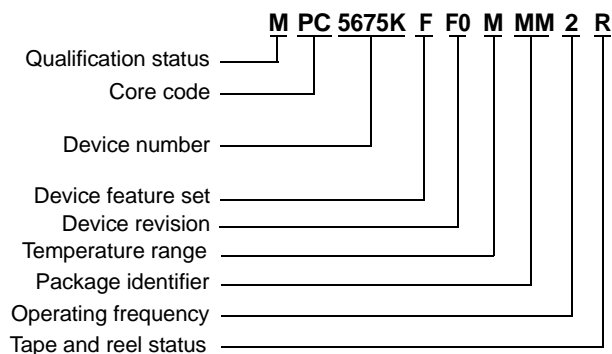 M PC 5675K F F0 M MM 2 R
Qualification status
Core code
Device number
Device feature set
Device revision
Temperature range
Package identifier
Operating frequency
Tape and reel status